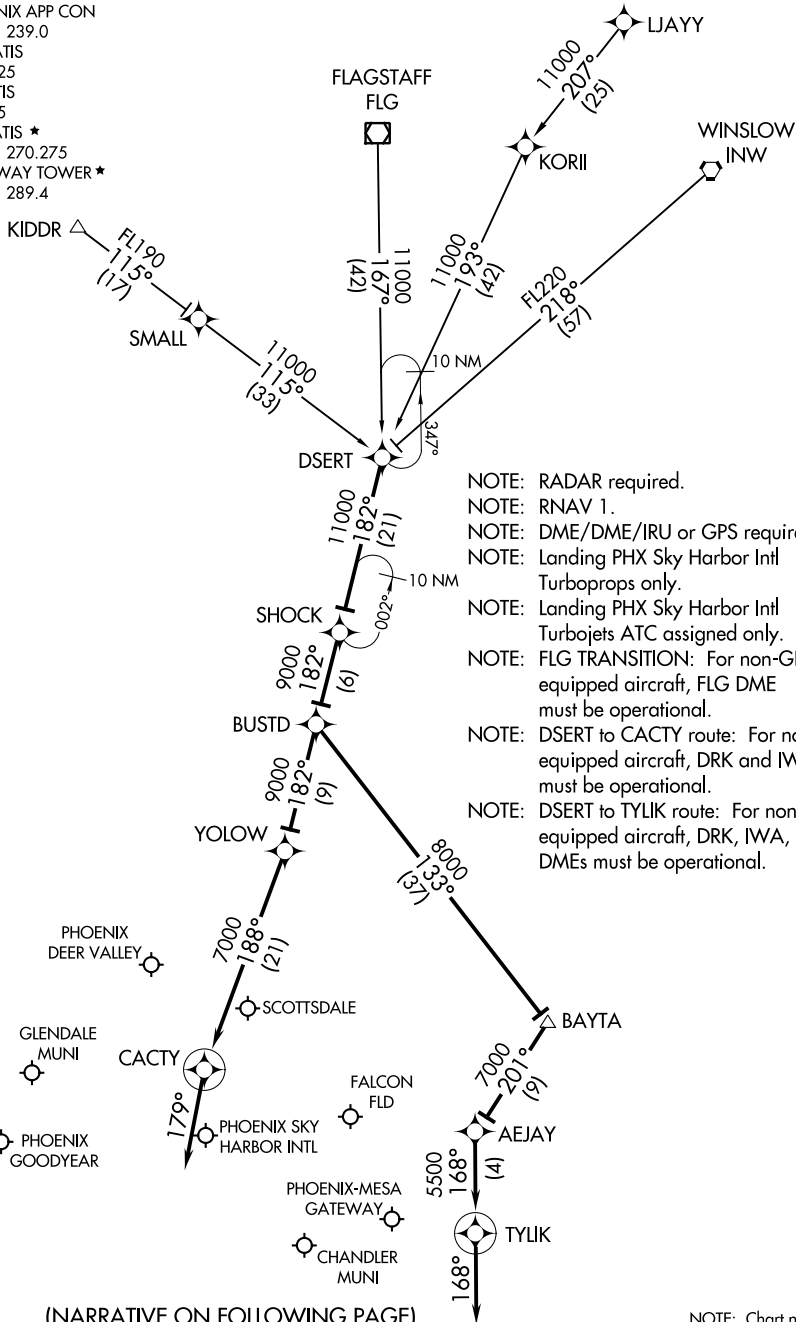 NIX APP CON
239.0
ATIS
25
TIS
5
ATIS ★
270.275
WAY TOWER ★
289.4
LJAYY
11000
207°
(25)
FLAGSTAFF
FLG
KORII
WINSLOW
INW
KIDDR
FL190
115°
(17)
SMALL
11000
167°
(42)
11000
193°
(42)
FL220
218°
(57)
11000
115°
(33)
10 NM
347°
DSERT
11000
182°
(21)
10 NM
002°
SHOCK
9000
182°
(6)
BUSTD
NOTE: RADAR required.
NOTE: RNAV 1.
NOTE: DME/DME/IRU or GPS require
NOTE: Landing PHX Sky Harbor Intl
Turboprops only.
NOTE: Landing PHX Sky Harbor Intl
Turbojets ATC assigned only.
NOTE: FLG TRANSITION: For non-G
equipped aircraft, FLG DME
must be operational.
NOTE: DSERT to CACTY route: For no
equipped aircraft, DRK and IW
must be operational.
NOTE: DSERT to TYLIK route: For non
equipped aircraft, DRK, IWA,
DMEs must be operational.
9000
182°
(9)
YOLOW
8000
133°
(37)
7000
188°
(21)
PHOENIX
DEER VALLEY
SCOTTSDALE
BAYTA
GLENDALE
MUNI
CACTY
7000
201°
(9)
FALCON
FLD
179°
PHOENIX SKY
HARBOR INTL
AEJAY
PHOENIX
GOODYEAR
5500
168°
(4)
PHOENIX-MESA
GATEWAY
TYLIK
CHANDLER
MUNI
168°
(NARRATIVE ON FOLLOWING PAGE)
NOTE: Chart n